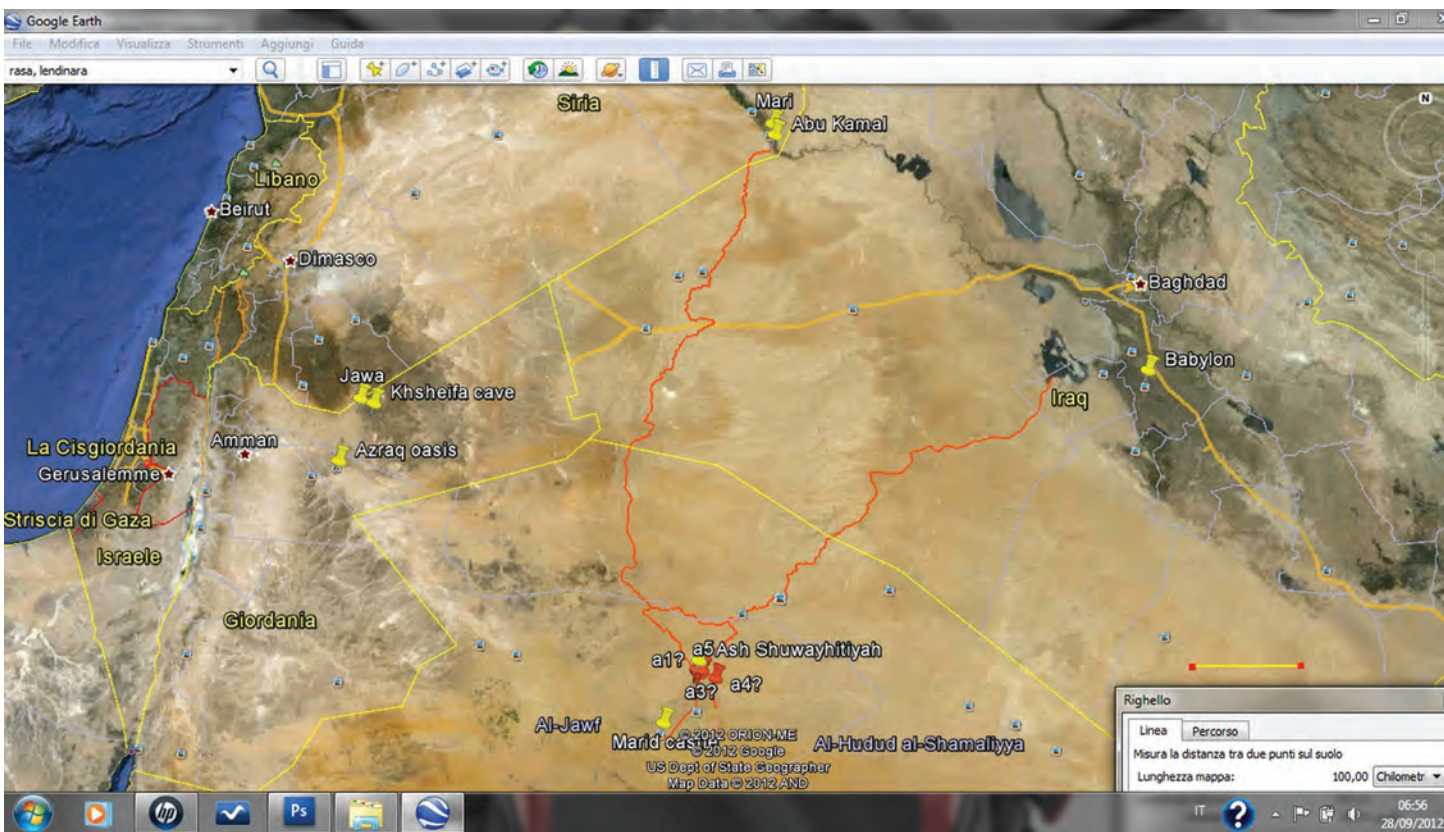 Google Earth
File Modifica Visualizza Strumenti Aggiungi Guida
rasa, lendinara
N
Siria
Mari
Abu Kamal
Libano
Beirut
Dimasco
Baghdad
Babylon
Jawa
Khsheifa cave
Iraq
Amman
Azraq oasis
La Cisgiordania
Gerusalemme
Striscia di Gaza
Israele
Giordania
a5 Ash Shuwayhitiyah
a1?
a4?
a3?
Al-Jawf
Marid
Al-Hudud al-Shamaliyya
© 2012 ORION-ME
© 2012 Google
US Dept of State Geographer
Map Data © 2012 AND
Righello
Linea Percorso
Misura la distanza tra due punti sul suolo
Lunghezza mappa: 100,00 Chilometr
hp
Ps
IT
06:56
28/09/2012